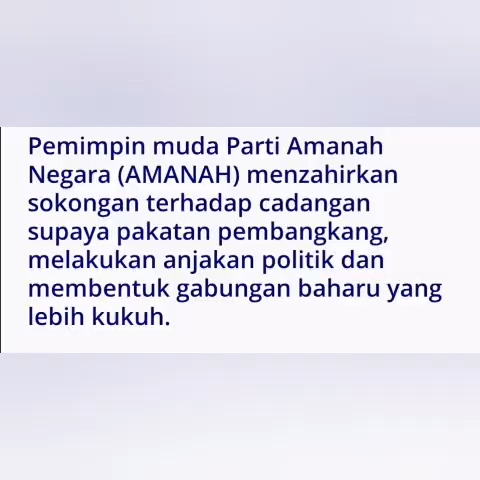 Pemimpin muda Parti Amanah
Negara (AMANAH) menzahirkan
sokongan terhadap cadangan
supaya pakatan pembangkang,
melakukan anjakan politik dan
membentuk gabungan baharu yang
lebih kukuh.